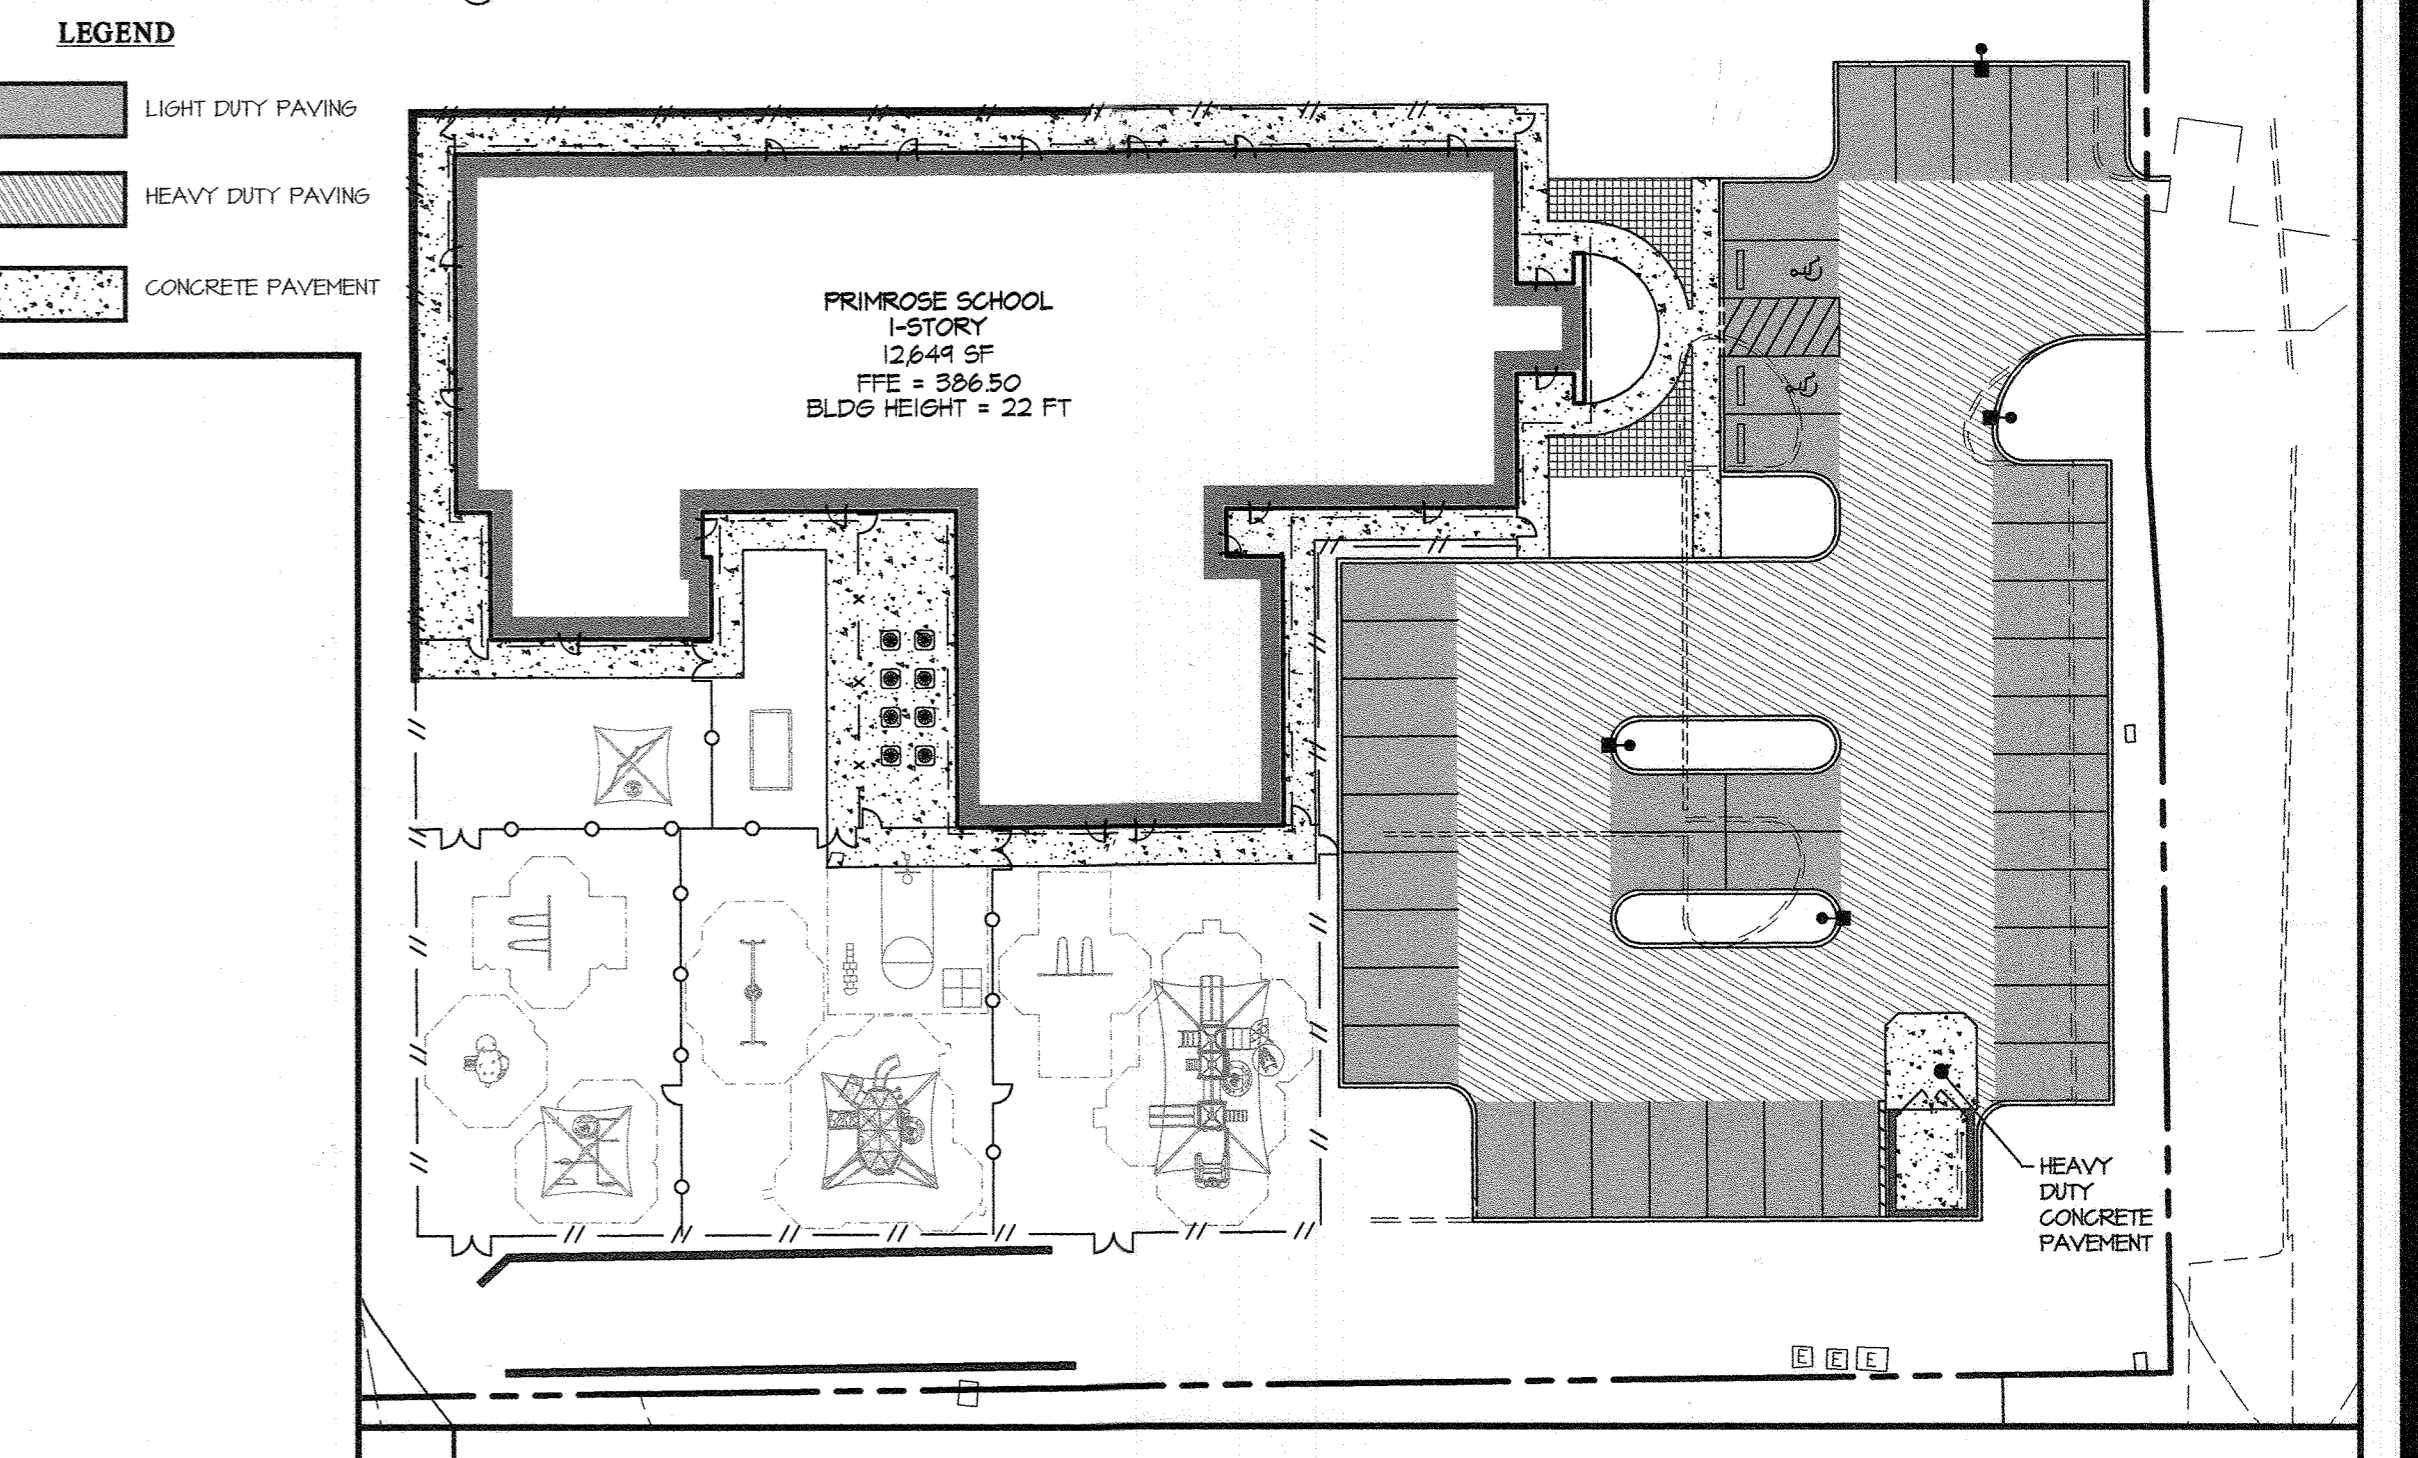 LEGEND
LIGHT DUTY PAVING
HEAVY DUTY PAVING
CONCRETE PAVEMENT
PRIMROSE SCHOOL
1-STORY
12,649 SF
FFE = 386.50
BLDG HEIGHT = 22 FT
HEAVY
DUTY
CONCRETE
PAVEMENT
E E E